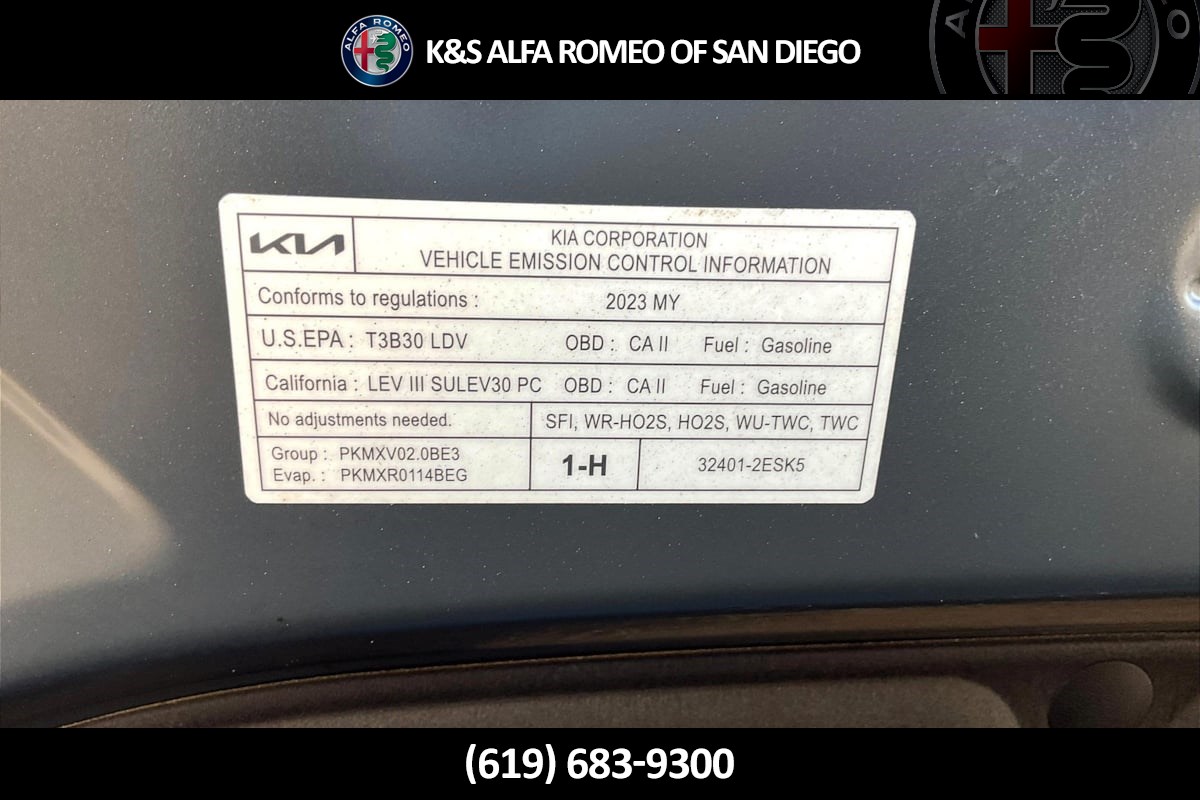 ALFA ROMEO
K&S ALFA ROMEO OF SAN DIEGO
KIA
KIA CORPORATION
VEHICLE EMISSION CONTROL INFORMATION
Conforms to regulations : 2023 MY
U.S.EPA : T3B30 LDV OBD : CA II Fuel : Gasoline
California : LEV III SULEV30 PC OBD : CA II Fuel : Gasoline
No adjustments needed. SFI, WR-HO2S, HO2S, WU-TWC, TWC
Group : PKMXV02.0BE3
Evap. : PKMXR0114BEG
1-H
32401-2ESK5
(619) 683-9300